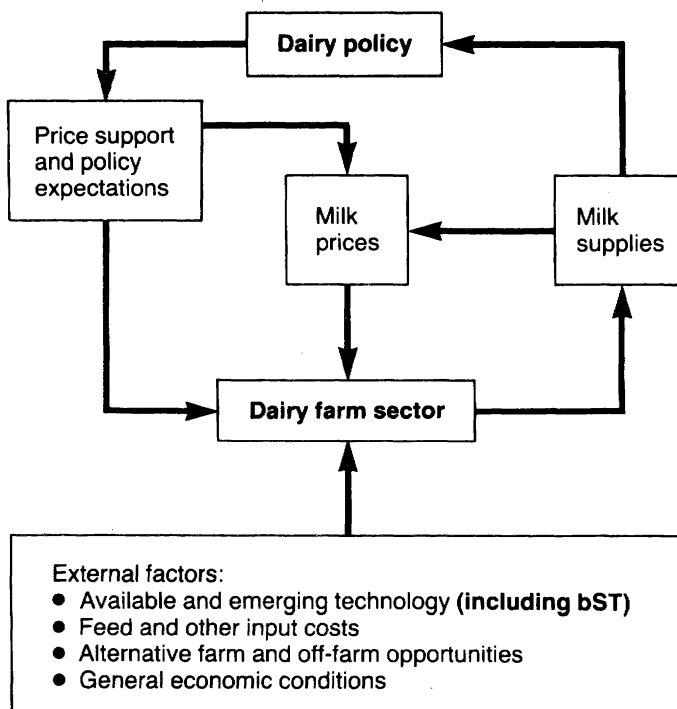 Dairy policy
Price support
and policy
expectations
Milk
prices
Milk
supplies
Dairy farm sector
External factors:
● Available and emerging technology (including bST)
● Feed and other input costs
● Alternative farm and off-farm opportunities
● General economic conditions